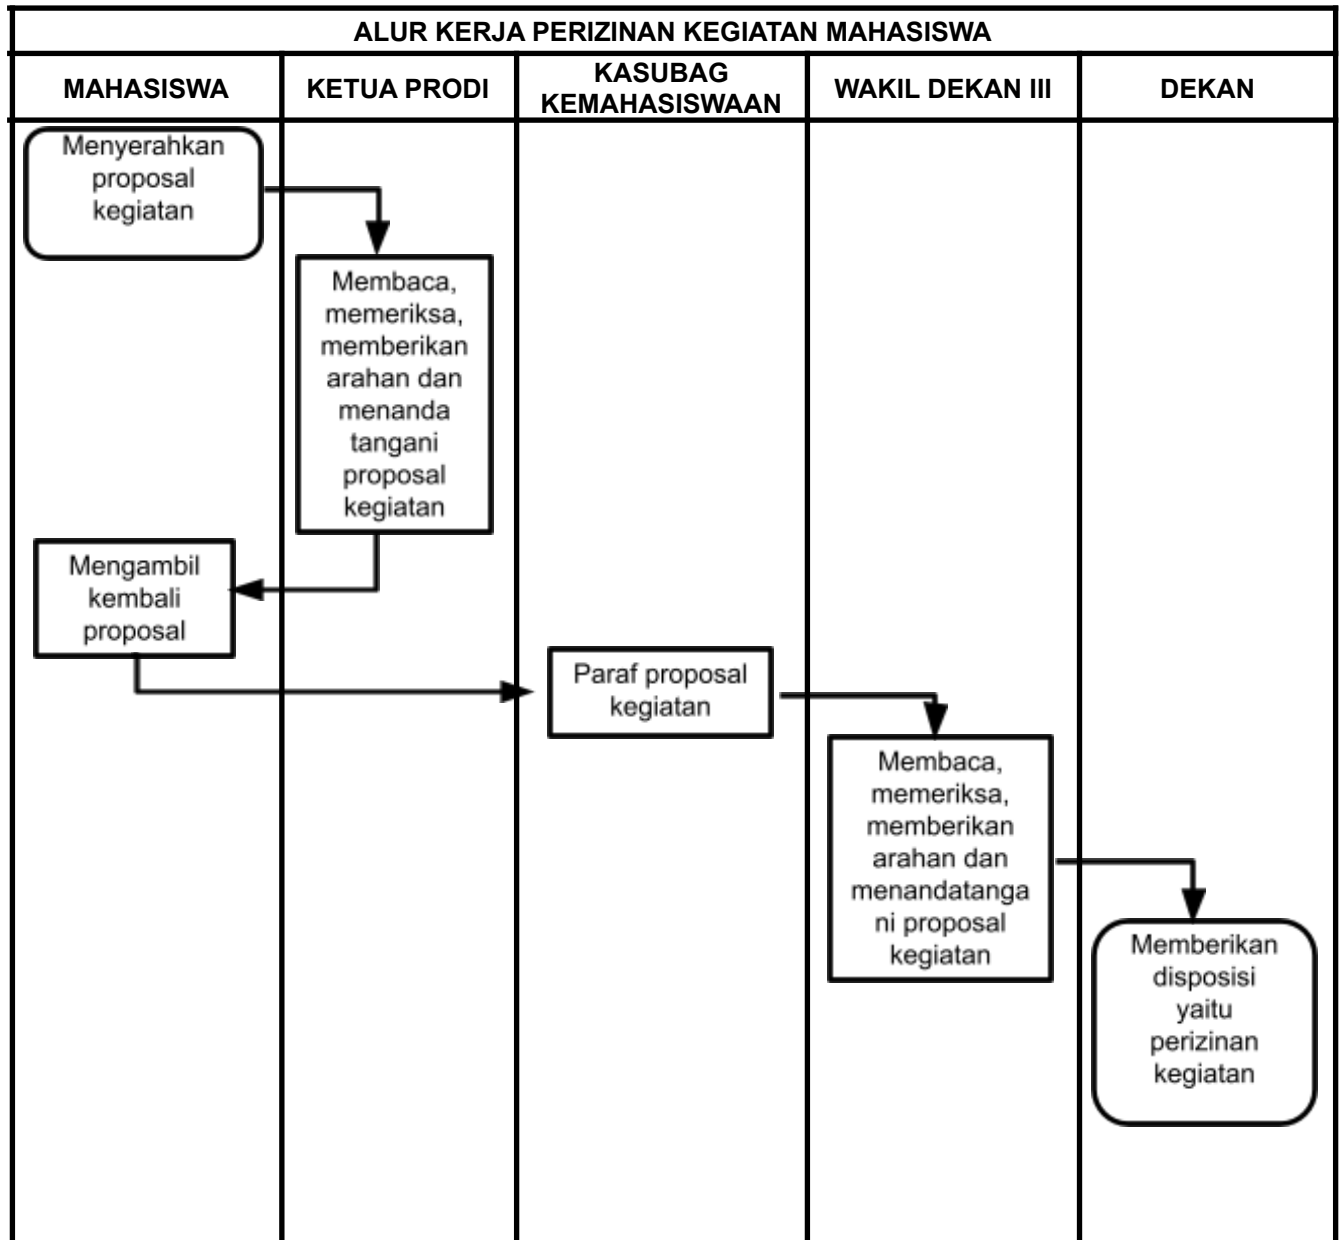 ALUR KERJA PERIZINAN KEGIATAN MAHASISWA
MAHASISWA
KETUA PRODI
KASUBAG
KEMAHASISWAAN
WAKIL DEKAN III
DEKAN
Menyerahkan
proposal
kegiatan
Membaca,
memeriksa,
memberikan
arahan dan
menanda
tangani
proposal
kegiatan
Mengambil
kembali
proposal
Paraf proposal
kegiatan
Membaca,
memeriksa,
memberikan
arahan dan
menandatanga
ni proposal
kegiatan
Memberikan
disposisi
yaitu
perizinan
kegiatan